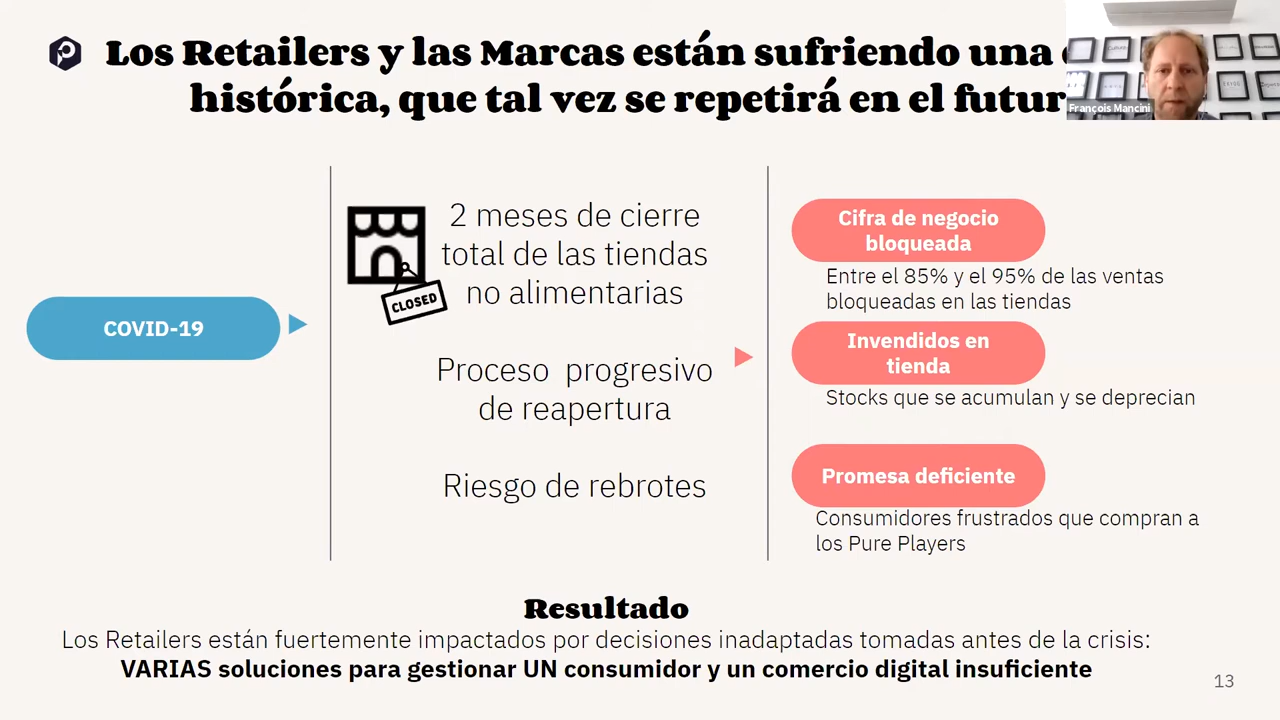 Los Retailers y las Marcas están sufriendo una
histórica, que tal vez se repetirá en el
François Mancini
2 meses de cierre
total de las tiendas
no alimentarias
CLOSED
COVID-19
Proceso progresivo
de reapertura
Riesgo de rebrotes
Cifra de negocio
bloqueada
Entre el 85% y el 95% de las ventas
bloqueadas en las tiendas
Invendidos en
tienda
Stocks que se acumulan y se deprecian
Promesa deficiente
Consumidores frustrados que compran a
los Pure Players
Resultado
Los Retailers están fuertemente impactados por decisiones inadaptadas tomadas antes de la crisis:
VARIAS soluciones para gestionar UN consumidor y un comercio digital insuficiente
13